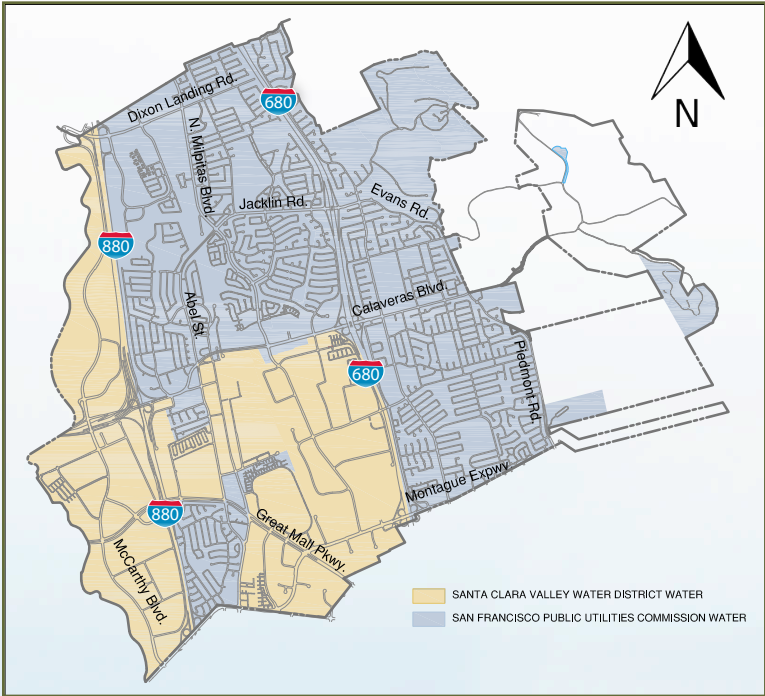 N
Dixon Landing Rd.
680
N. Milpitas Blvd.
Jacklin Rd.
Evans Rd.
880
Abel St.
Calaveras Blvd.
680
Piedmont Rd.
Montague Expwy
880
Great Mall Pkwy.
McCarthy Blvd.
SANTA CLARA VALLEY WATER DISTRICT WATER
SAN FRANCISCO PUBLIC UTILITIES COMMISSION WATER